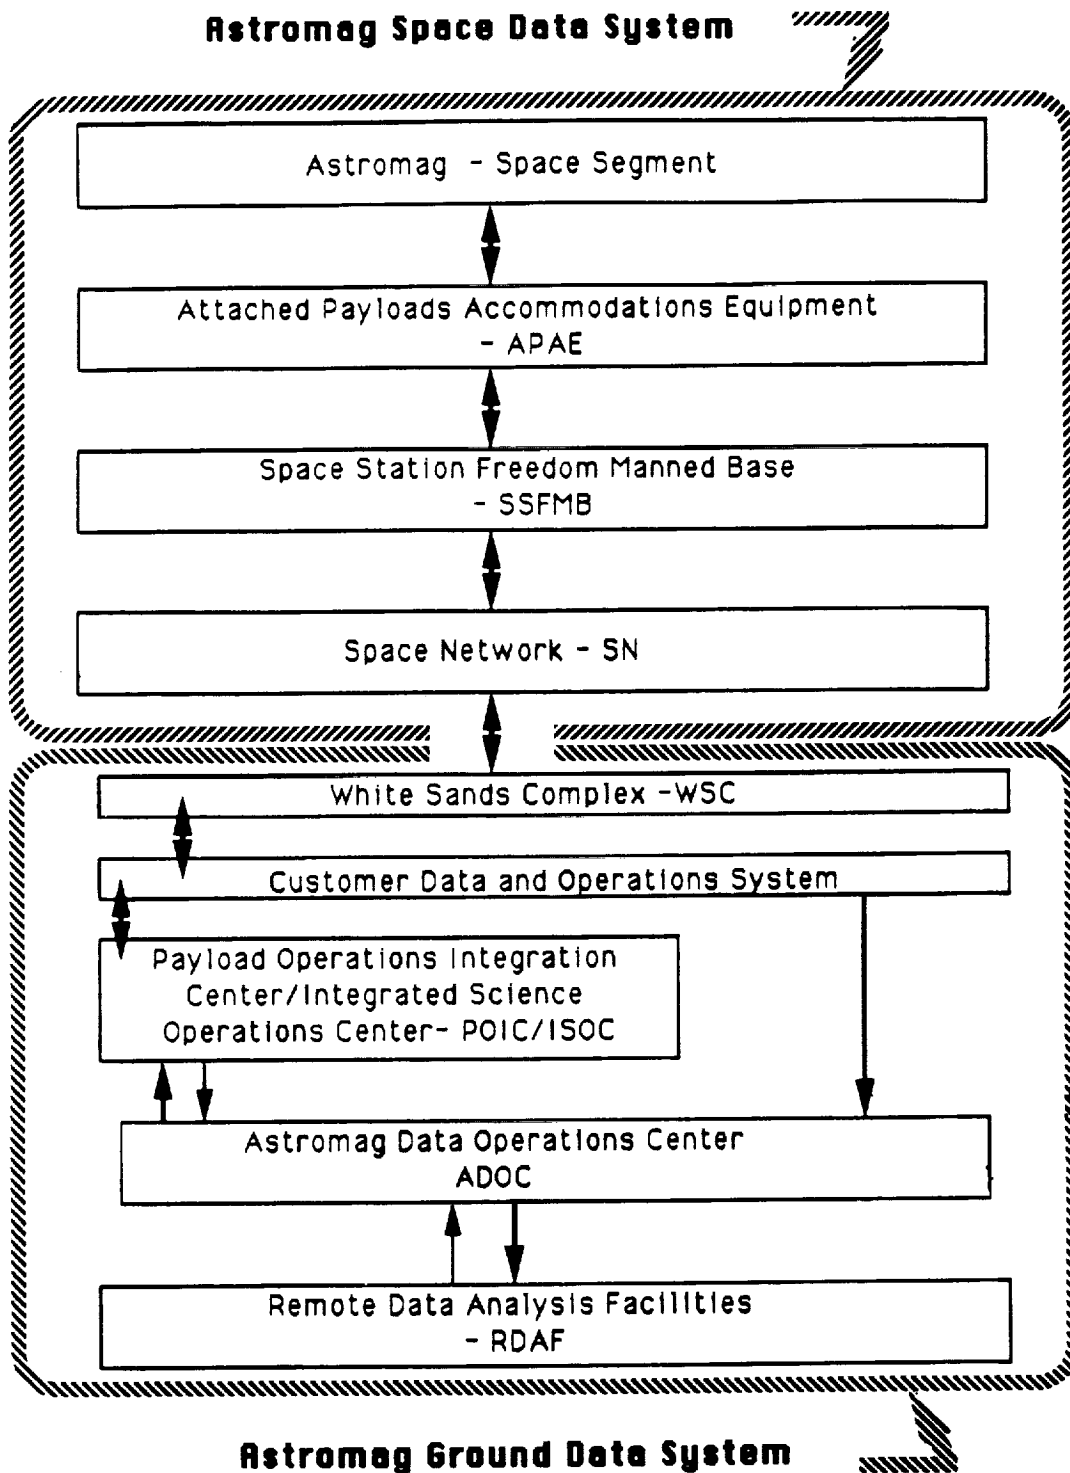 Astromag Space Data System
Astromag - Space Segment
Attached Payloads Accommodations Equipment
- APAE
Space Station Freedom Manned Base
- SSFMB
Space Network - SN
White Sands Complex -WSC
Customer Data and Operations System
Payload Operations Integration
Center/Integrated Science
Operations Center- POIC/ISOC
Astromag Data Operations Center
ADOC
Remote Data Analysis Facilities
- RDAF
Astromag Ground Data System